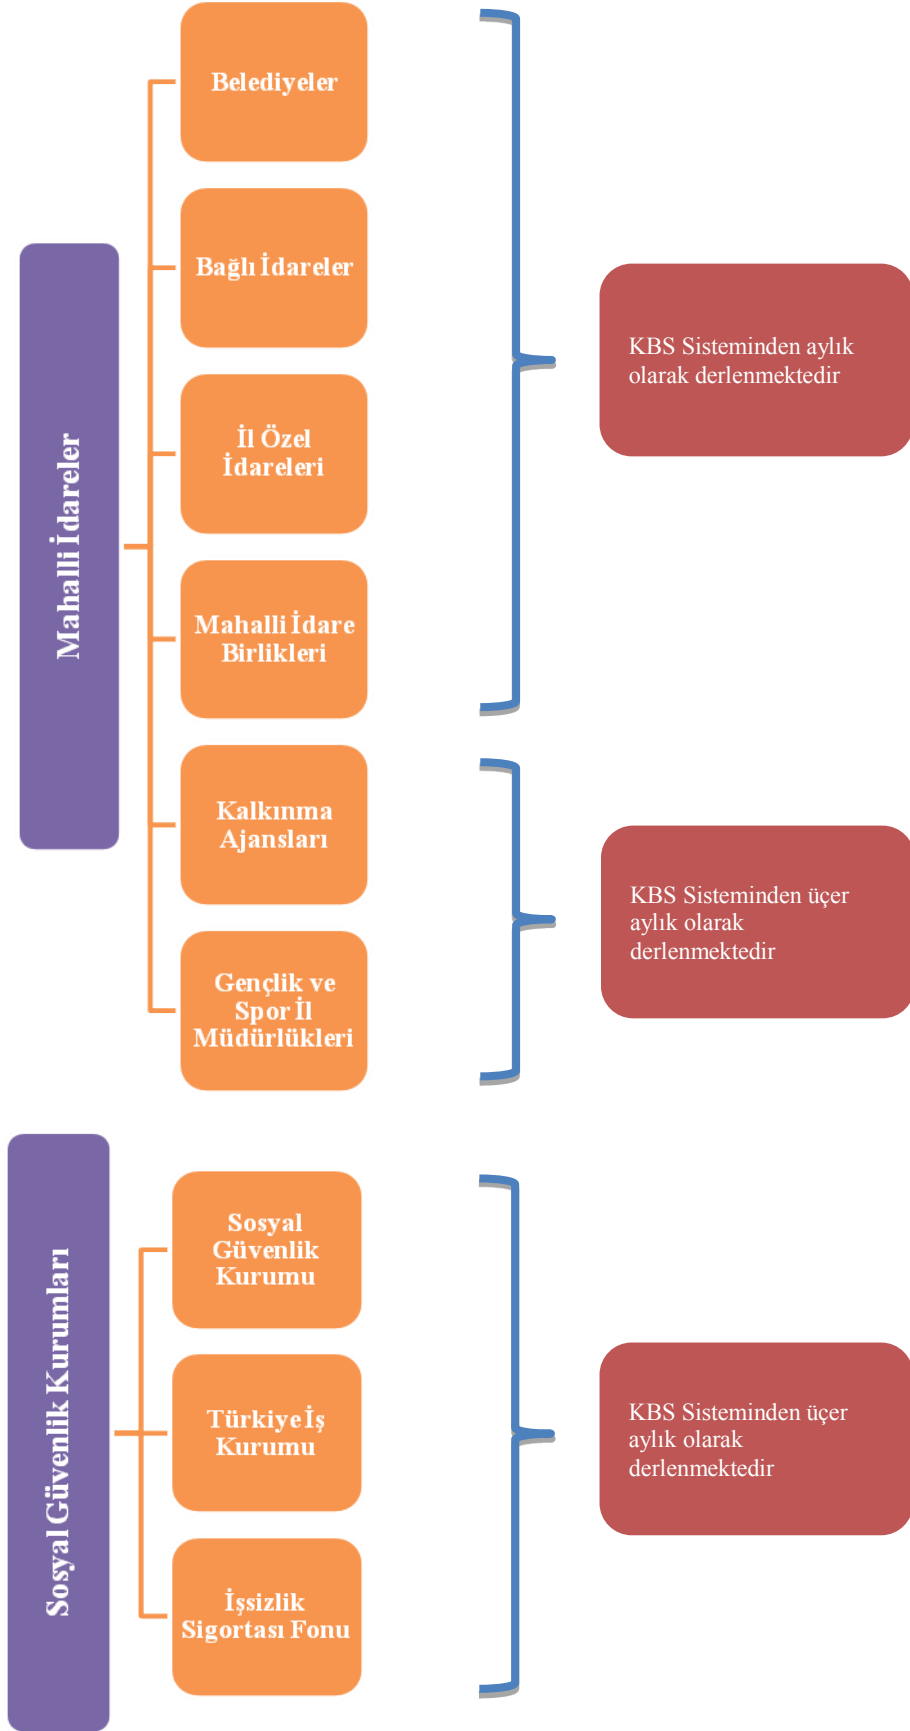 Mahalli İdareler
Belediyeler
Bağlı İdareler
İl Özel
İdareleri
Mahalli İdare
Birlikleri
KBS Sisteminden aylık
olarak derlenmektedir
Kalkınma
Ajansları
Gençlik ve
Spor İl
Müdürlükleri
KBS Sisteminden üçer
aylık olarak
derlenmektedir
Sosyal Güvenlik Kurumları
Sosyal
Güvenlik
Kurumu
Türkiye İş
Kurumu
İşsizlik
Sigortası Fonu
KBS Sisteminden üçer
aylık olarak
derlenmektedir